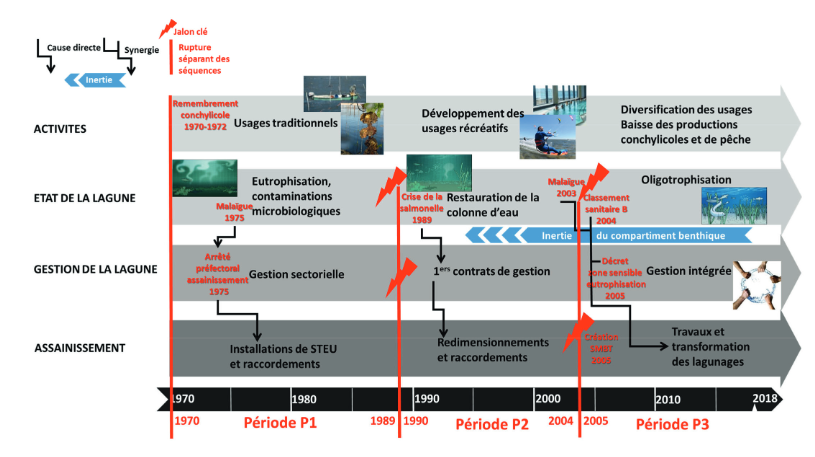 Cause directe
Synergie
Inertie
Jalon clé
Rupture
séparant des
séquences
ACTIVITES
Remembrement
conchylicole
1970-1972
Usages traditionnels
Développement des
usages récréatifs
Diversification des usages
Baisse des productions
conchylicoles et de pêche
ETAT DE LA LAGUNE
Malaïgue
1975
Eutrophisation,
contaminations
microbiologiques
Crise de la
salmonelle
1989
Restauration de la
colonne d'eau
Malaïgue
2003
Classement
sanitaire B
2004
Oligotrophisation
Inertie du compartiment benthique
GESTION DE LA LAGUNE
Arrêté
préfectoral
assainissement
1975
Gestion sectorielle
1ers contrats de gestion
Décret
zone sensible
eutrophisation
2005
Gestion intégrée
ASSAINISSEMENT
Installations de STEU
et raccordements
Redimensionnements
et raccordements
Création
SMBT
2005
Travaux et
transformation
des lagunages
1970 1980 1990 2000 2010 2018
1970 Période P1 1989 1990 Période P2 2004 2005 Période P3